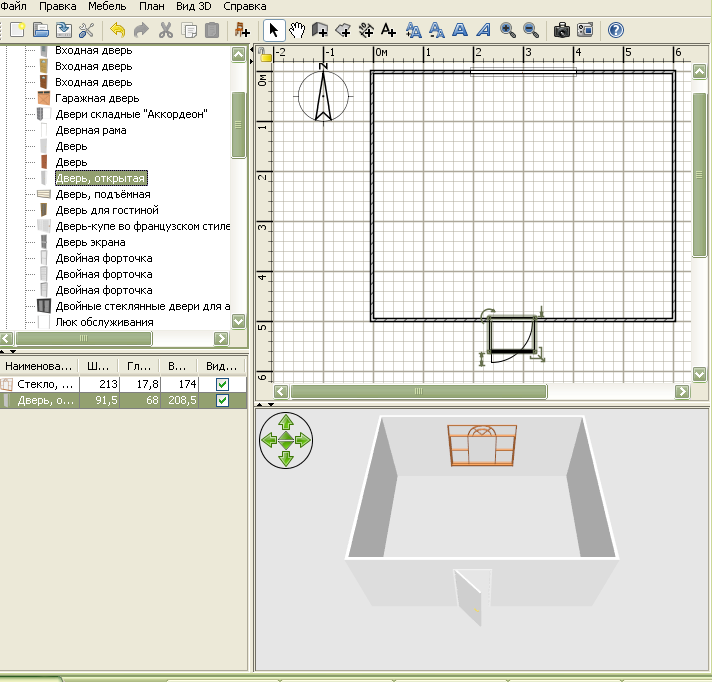 Файл Правка Мебель План Вид 3D Справка
Входная дверь
Входная дверь
Входная дверь
Гаражная дверь
Двери складные "Аккордеон"
Дверная рама
Дверь
Дверь
Дверь, открытая
Дверь, подъёмная
Дверь для гостиной
Дверь-купе во французском стиле
Дверь экрана
Двойная форточка
Двойная форточка
Двойная форточка
Двойные стеклянные двери для а
Люк обслуживания
Наименова... Ш... Гл... В... Вид...
Стекло, ... 213 17,8 174
Дверь, о... 91,5 68 208,5
-2 -1 0м 1 2 3 4 5 6
0м
1
2
3
4
5
6
N